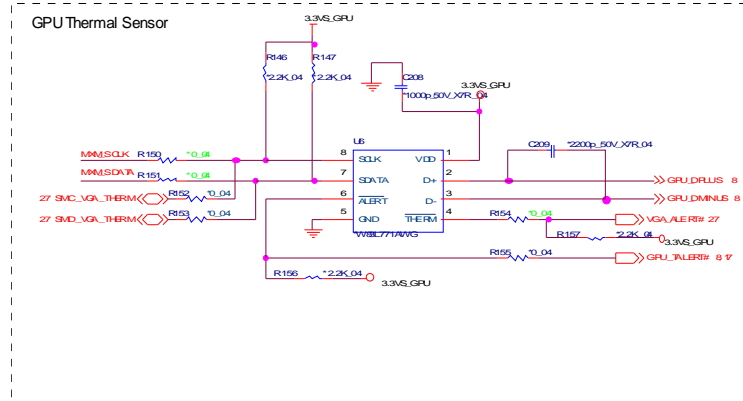 GPU Thermal Sensor
3.3VS_GPU
R146
R147
*2.2K_04
*2.2K_04
C208
*1000p_50V_X7R_04
3.3VS_GPU
C209
*2200p_50V_X7R_04
U6
MXM_SCLK R150 *0_04
8 SCLK VDD 1
MXM_SDATA R151 *0_04
7 SDATA D+ 2
GPU_DPLUS 8
27 SMC_VGA_THERM R152 *0_04
6 ALERT D- 3
GPU_DMINUS 8
27 SMD_VGA_THERM R153 *0_04
5 GND THERM 4
R154 *0_04
VGA_ALERT# 27
*W83L771AWG
R157 *2.2K_04
3.3VS_GPU
R155 *0_04
GPU_TALERT# 8,17
R156 *2.2K_04
3.3VS_GPU